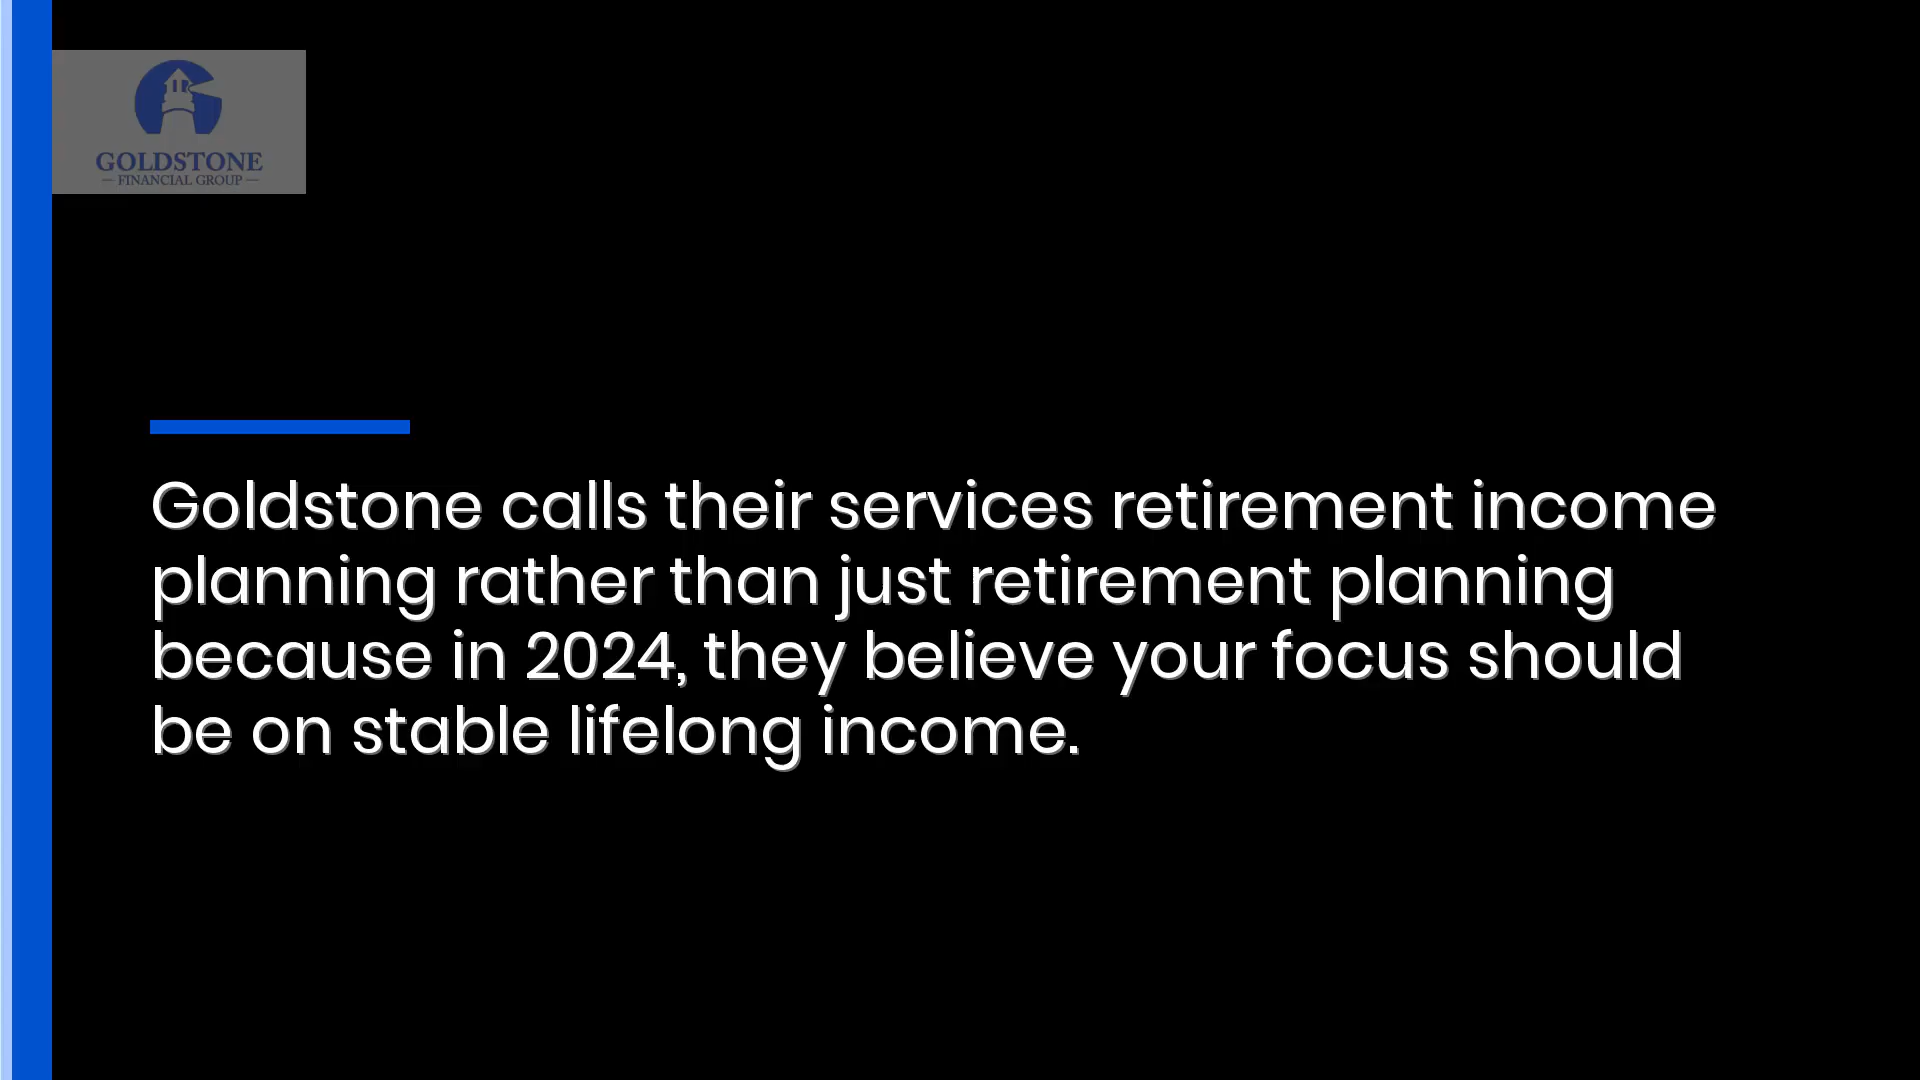 GOLDSTONE
— FINANCIAL GROUP —
Goldstone calls their services retirement income
planning rather than just retirement planning
because in 2024, they believe your focus should
be on stable lifelong income.